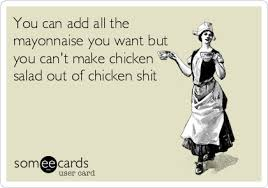 You can add all the
mayonnaise you want but
you can't make chicken
salad out of chicken shit
someecards
user card